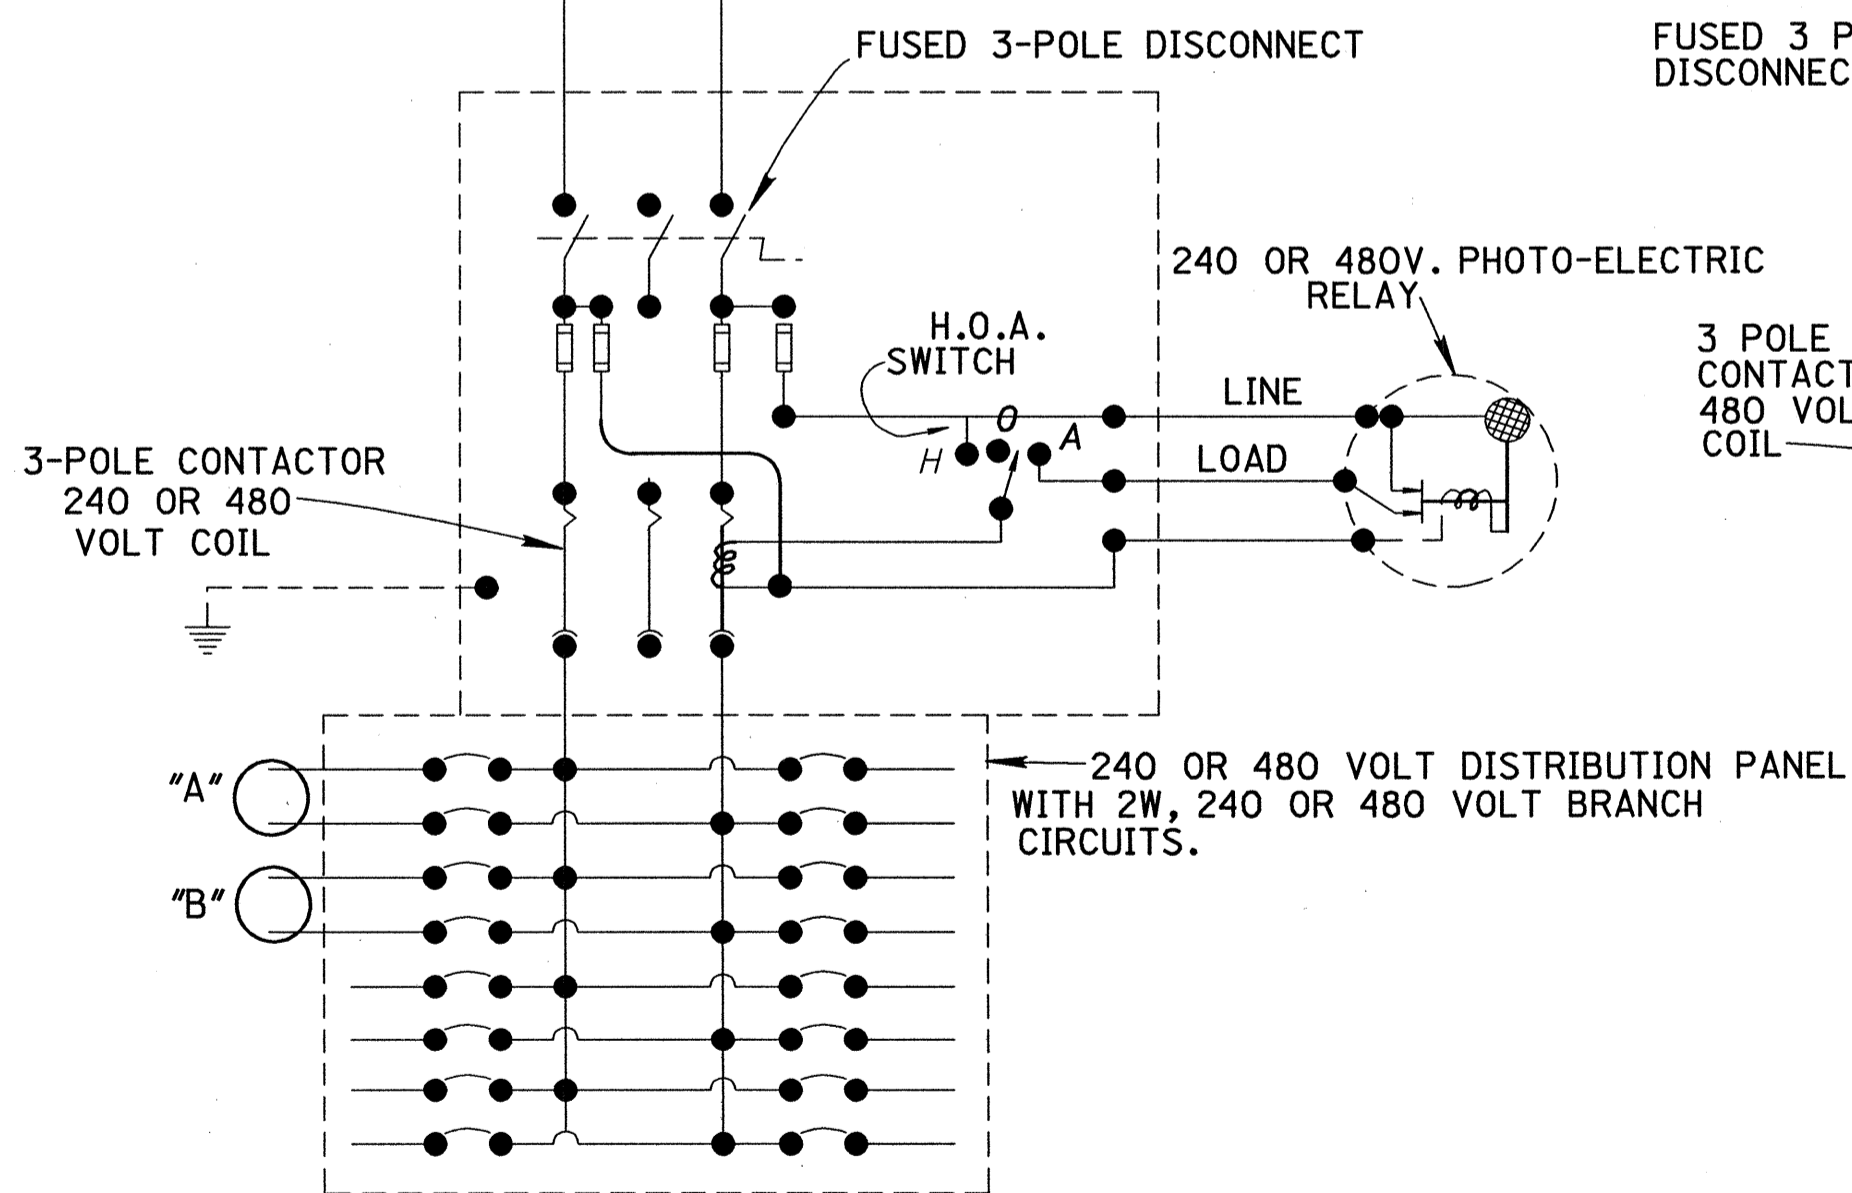 FUSED 3-POLE DISCONNECT
FUSED 3 P
DISCONNEC
240 OR 480V. PHOTO-ELECTRIC
RELAY
H.O.A.
SWITCH
3 POLE
CONTACT
480 VOL
COIL
LINE
O
A
H
LOAD
3-POLE CONTACTOR
240 OR 480
VOLT COIL
"A"
240 OR 480 VOLT DISTRIBUTION PANEL
WITH 2W, 240 OR 480 VOLT BRANCH
CIRCUITS.
"B"